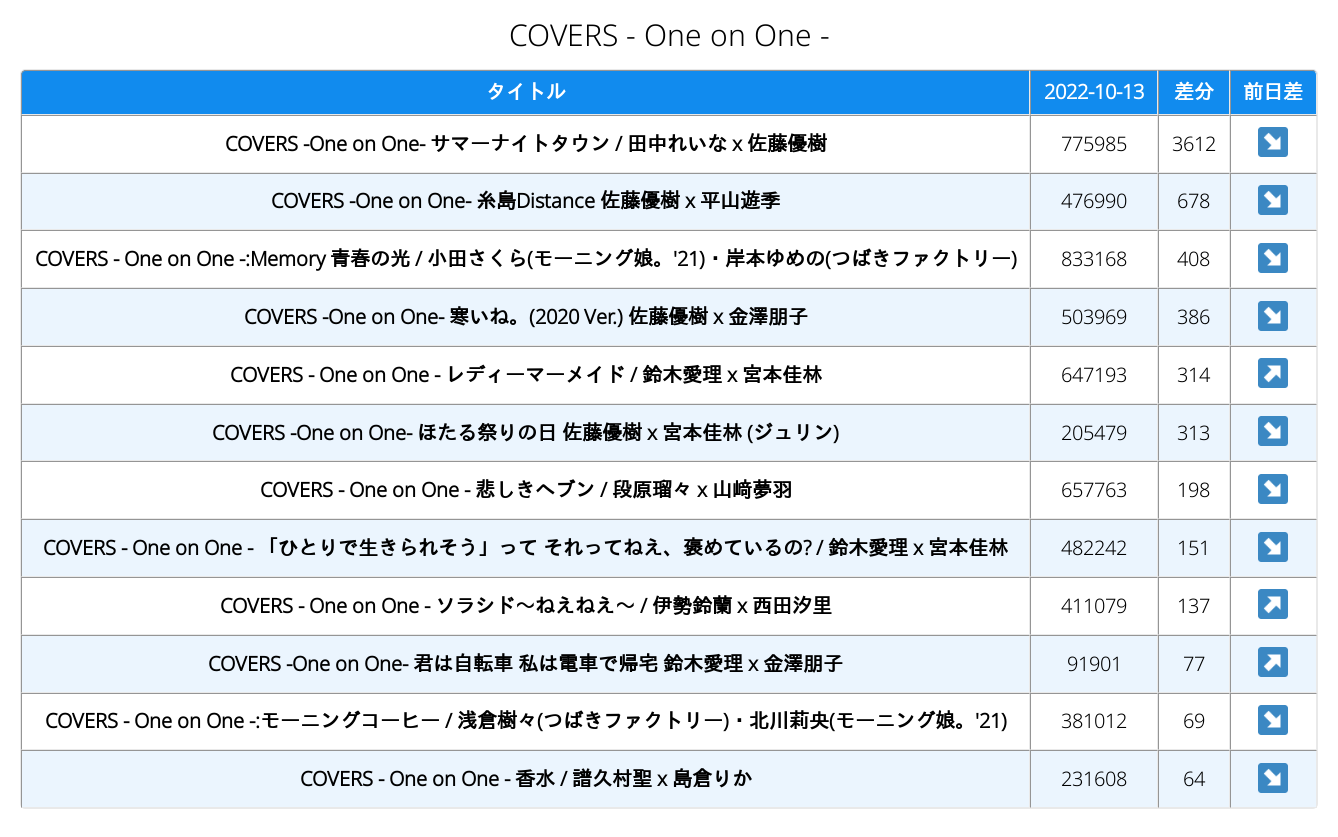 COVERS - One on One -
タイトル 2022-10-13 差分 前日差
COVERS -One on One- サマーナイトタウン / 田中れいな x 佐藤優樹 775985 3612
COVERS -One on One- 糸島Distance 佐藤優樹 x 平山遊季 476990 678
COVERS - One on One -:Memory 青春の光 / 小田さくら(モーニング娘。'21)・岸本ゆめの(つばきファクトリー) 833168 408
COVERS -One on One- 寒いね。(2020 Ver.) 佐藤優樹 x 金澤朋子 503969 386
COVERS - One on One - レディーマーメイド / 鈴木愛理 x 宮本佳林 647193 314
COVERS -One on One- ほたる祭りの日 佐藤優樹 x 宮本佳林 (ジュリン) 205479 313
COVERS - One on One - 悲しきヘブン / 段原瑠々 x 山﨑夢羽 657763 198
COVERS - One on One - 「ひとりで生きられそう」って それってねえ、褒めているの? / 鈴木愛理 x 宮本佳林 482242 151
COVERS - One on One - ソラシド〜ねえねえ〜 / 伊勢鈴蘭 x 西田汐里 411079 137
COVERS -One on One- 君は自転車 私は電車で帰宅 鈴木愛理 x 金澤朋子 91901 77
COVERS - One on One -:モーニングコーヒー / 浅倉樹々(つばきファクトリー)・北川莉央(モーニング娘。'21) 381012 69
COVERS - One on One - 香水 / 譜久村聖 x 島倉りか 231608 64